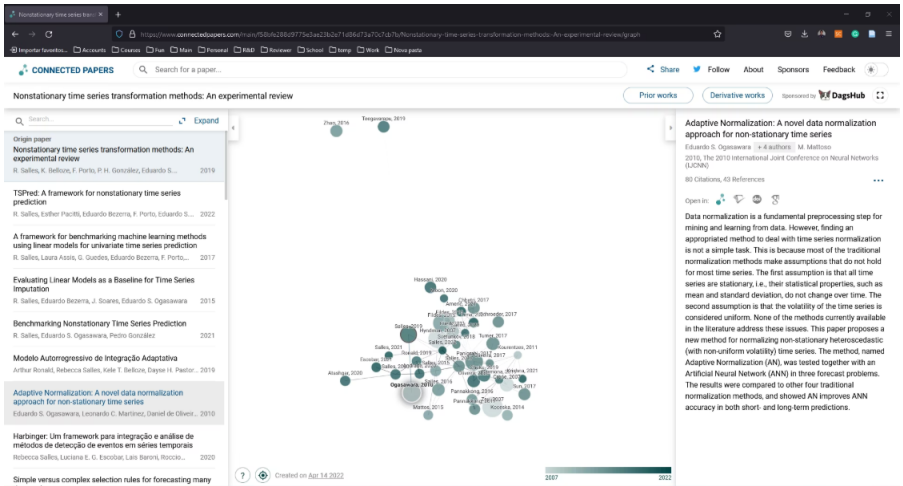 Nonstationary time series trans
https://www.connectedpapers.com/main/
Importar favoritos... Accounts Courses Fun Main Personal R&D Reviewer School temp Work Nova pasta
CONNECTED PAPERS Search for a paper... Share Follow About Sponsors Feedback
Nonstationary time series transformation methods: An experimental review Prior works Derivative works Sponsored by DagsHub
Search... Expand
Origin paper
Nonstationary time series transformation methods: An
experimental review
R. Salles, K. Belloze, F. Porto, P. H. González, Eduardo S... 2019
TSPred: A framework for nonstationary time series
prediction
R. Salles, Esther Pacitti, Eduardo Bezerra, F. Porto, Eduardo S... 2022
A framework for benchmarking machine learning methods
using linear models for univariate time series prediction
R. Salles, Laura Assis, G. Guedes, Eduardo Bezerra, F. Porto,... 2017
Evaluating Linear Models as a Baseline for Time Series
Imputation
R. Salles, Eduardo Bezerra, J. Soares, Eduardo S. Ogasawara 2015
Benchmarking Nonstationary Time Series Prediction
R. Salles, Eduardo S. Ogasawara, Pedro González 2021
Modelo Autorregressivo de Integração Adaptativa
Arthur Ronald, Rebecca Salles, Kele T. Belloze, Dayse H. Pastor... 2019
Adaptive Normalization: A novel data normalization
approach for non-stationary time series
Eduardo S. Ogasawara, Leonardo C. Martinez, Daniel de Oliveir... 2010
Harbinger: Um framework para integração e análise de
métodos de detecção de eventos em séries temporais
Rebecca Salles, Luciana E. G. Escobar, Lais Baroni, Roccio... 2020
Simple versus complex selection rules for forecasting many
Zhan, 2016
Hassani, 2020
Salles, 2019
Salles, 2021
Escobar, 2021
Ogasawara, 2010
Mattos, 2015
Panigrahi, 2021
Kourentzes, 2011
Sun, 2017
Koopska, 2014
? Created on Apr 14 2022
2007 2022
Adaptive Normalization: A novel data normalization
approach for non-stationary time series
Eduardo S. Ogasawara + 4 authors M. Mattoso
2010, The 2010 International Joint Conference on Neural Networks
(IJCNN)
80 Citations, 43 References
Open in:
Data normalization is a fundamental preprocessing step for
mining and learning from data. However, finding an
appropriated method to deal with time series normalization
is not a simple task. This is because most of the traditional
normalization methods make assumptions that do not hold
for most time series. The first assumption is that all time
series are stationary, i.e., their statistical properties, such as
mean and standard deviation, do not change over time. The
second assumption is that the volatility of the time series is
considered uniform. None of the methods currently available
in the literature address these issues. This paper proposes a
new method for normalizing non-stationary heteroscedastic
(with non-uniform volatility) time series. The method, named
Adaptive Normalization (AN), was tested together with an
Artificial Neural Network (ANN) in three forecast problems.
The results were compared to other four traditional
normalization methods, and showed AN improves ANN
accuracy in both short- and long-term predictions.